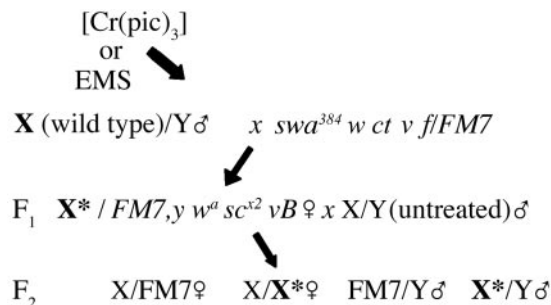 [Cr(pic)₃]
or
EMS
X (wild type)/Y♂ x swa³⁸⁴ w ct v f/FM7
F₁ X* / FM7,y wᵃ scˣ² vB ♀ x X/Y(untreated)♂
F₂ X/FM7♀ X/X*♀ FM7/Y♂ X*/Y♂